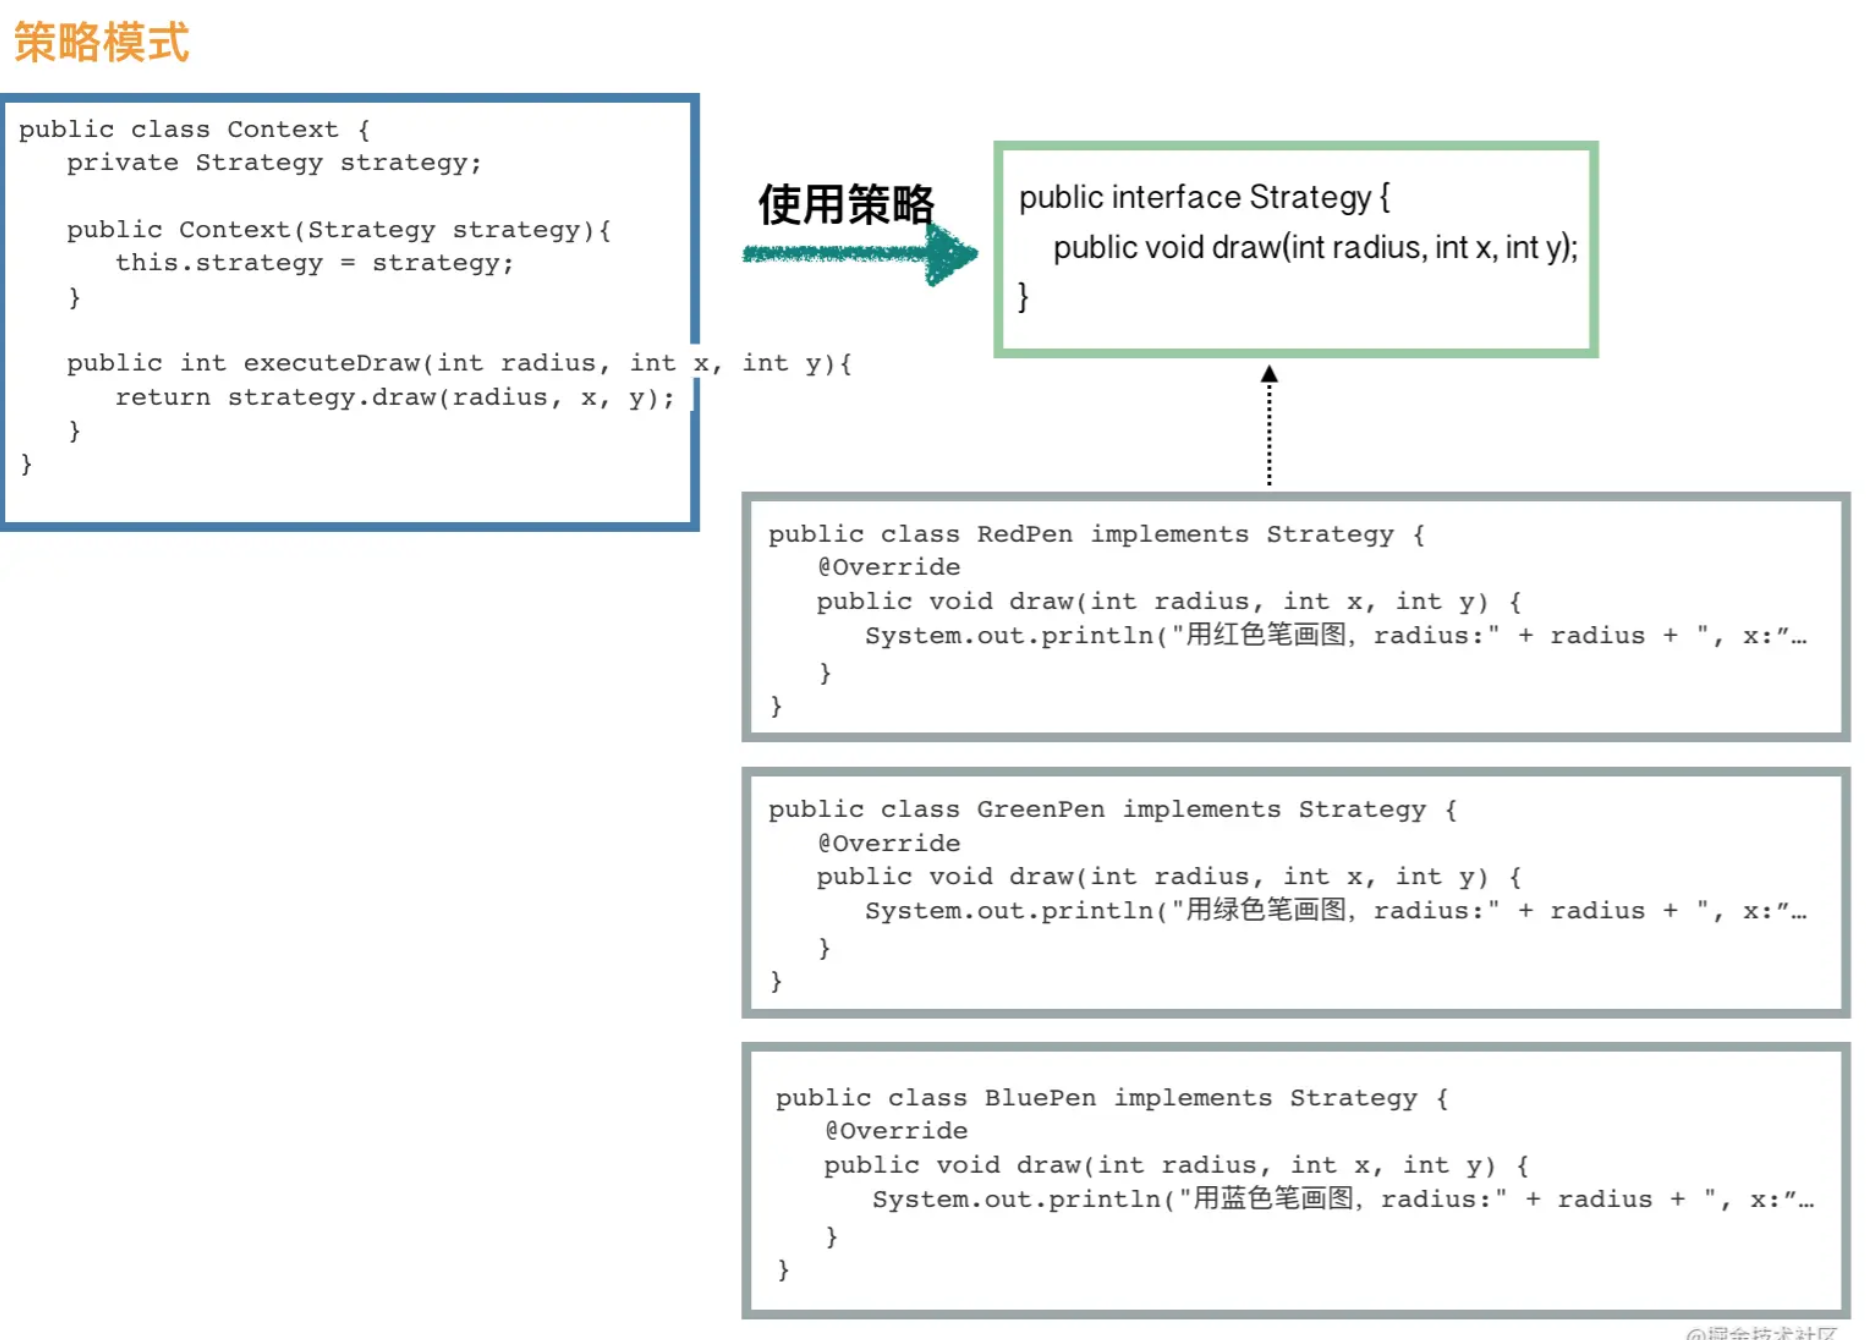 策略模式
public class Context {
private Strategy strategy;
public Context(Strategy strategy){
this.strategy = strategy;
}
public int executeDraw(int radius, int x, int y){
return strategy.draw(radius, x, y);
}
}
使用策略
public interface Strategy {
public void draw(int radius, int x, int y);
}
public class RedPen implements Strategy {
@Override
public void draw(int radius, int x, int y) {
System.out.println("用红色笔画图，radius:" + radius + ", x:”…
}
}
public class GreenPen implements Strategy {
@Override
public void draw(int radius, int x, int y) {
System.out.println("用绿色笔画图，radius:" + radius + ", x:”…
}
}
public class BluePen implements Strategy {
@Override
public void draw(int radius, int x, int y) {
System.out.println("用蓝色笔画图，radius:" + radius + ", x:”…
}
}
@掘金技术社区